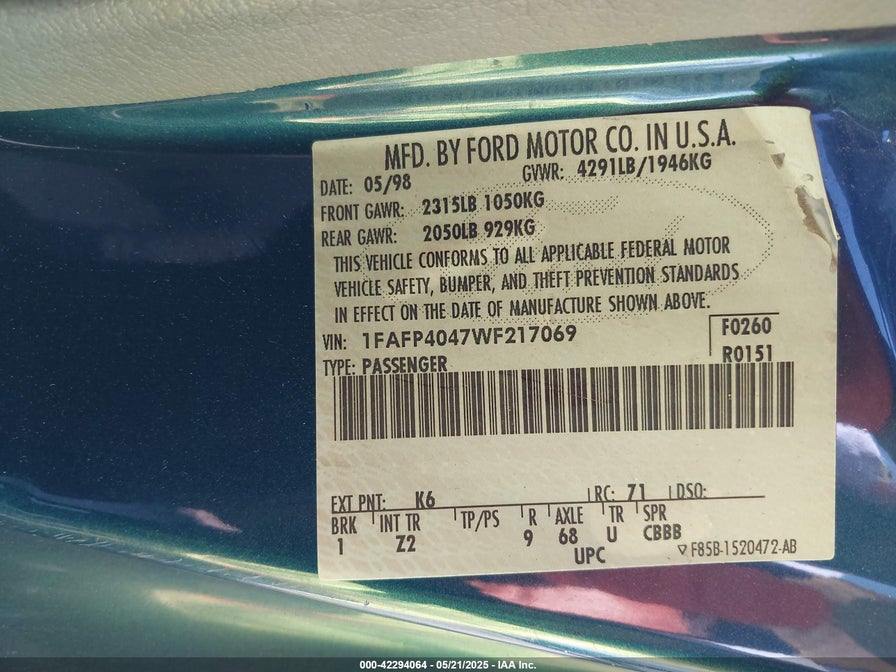 MFD. BY FORD MOTOR CO. IN U.S.A.
DATE: 05/98 GVWR: 4291LB/1946KG
FRONT GAWR: 2315LB 1050KG
REAR GAWR: 2050LB 929KG
THIS VEHICLE CONFORMS TO ALL APPLICABLE FEDERAL MOTOR
VEHICLE SAFETY, BUMPER, AND THEFT PREVENTION STANDARDS
IN EFFECT ON THE DATE OF MANUFACTURE SHOWN ABOVE.
VIN: 1FAFP4047WF217069 F0260
TYPE: PASSENGER R0151
EXT PNT: K6 RC: 71 DSO:
BRK INT TR TP/PS R AXLE TR SPR
1 Z2 9 68 U CBBB
UPC F85B-1520472-AB
000-42294064 - 05/21/2025 - IAA Inc.